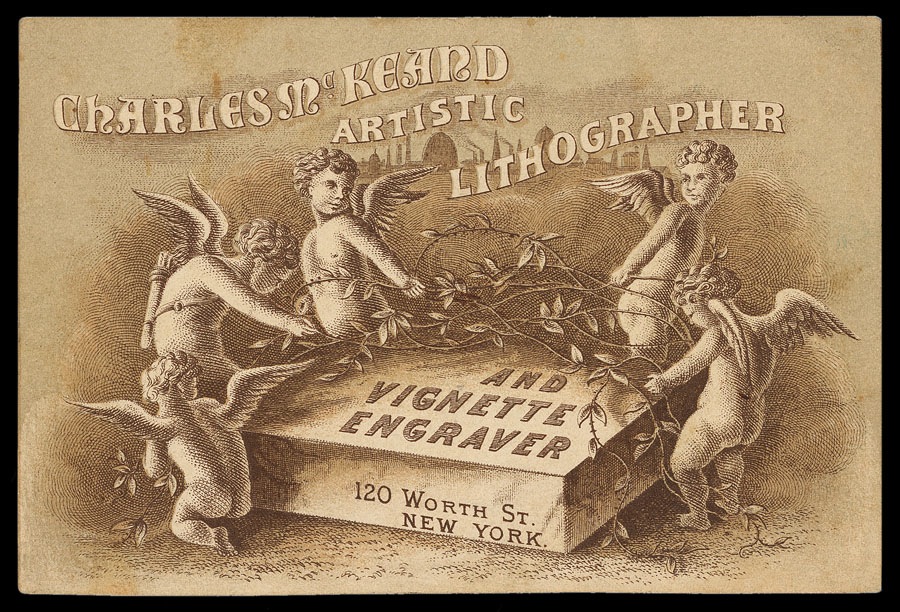 CHARLES Mc KEAND
ARTISTIC
LITHOGRAPHER
AND
VIGNETTE
ENGRAVER
120 WORTH ST.
NEW YORK.